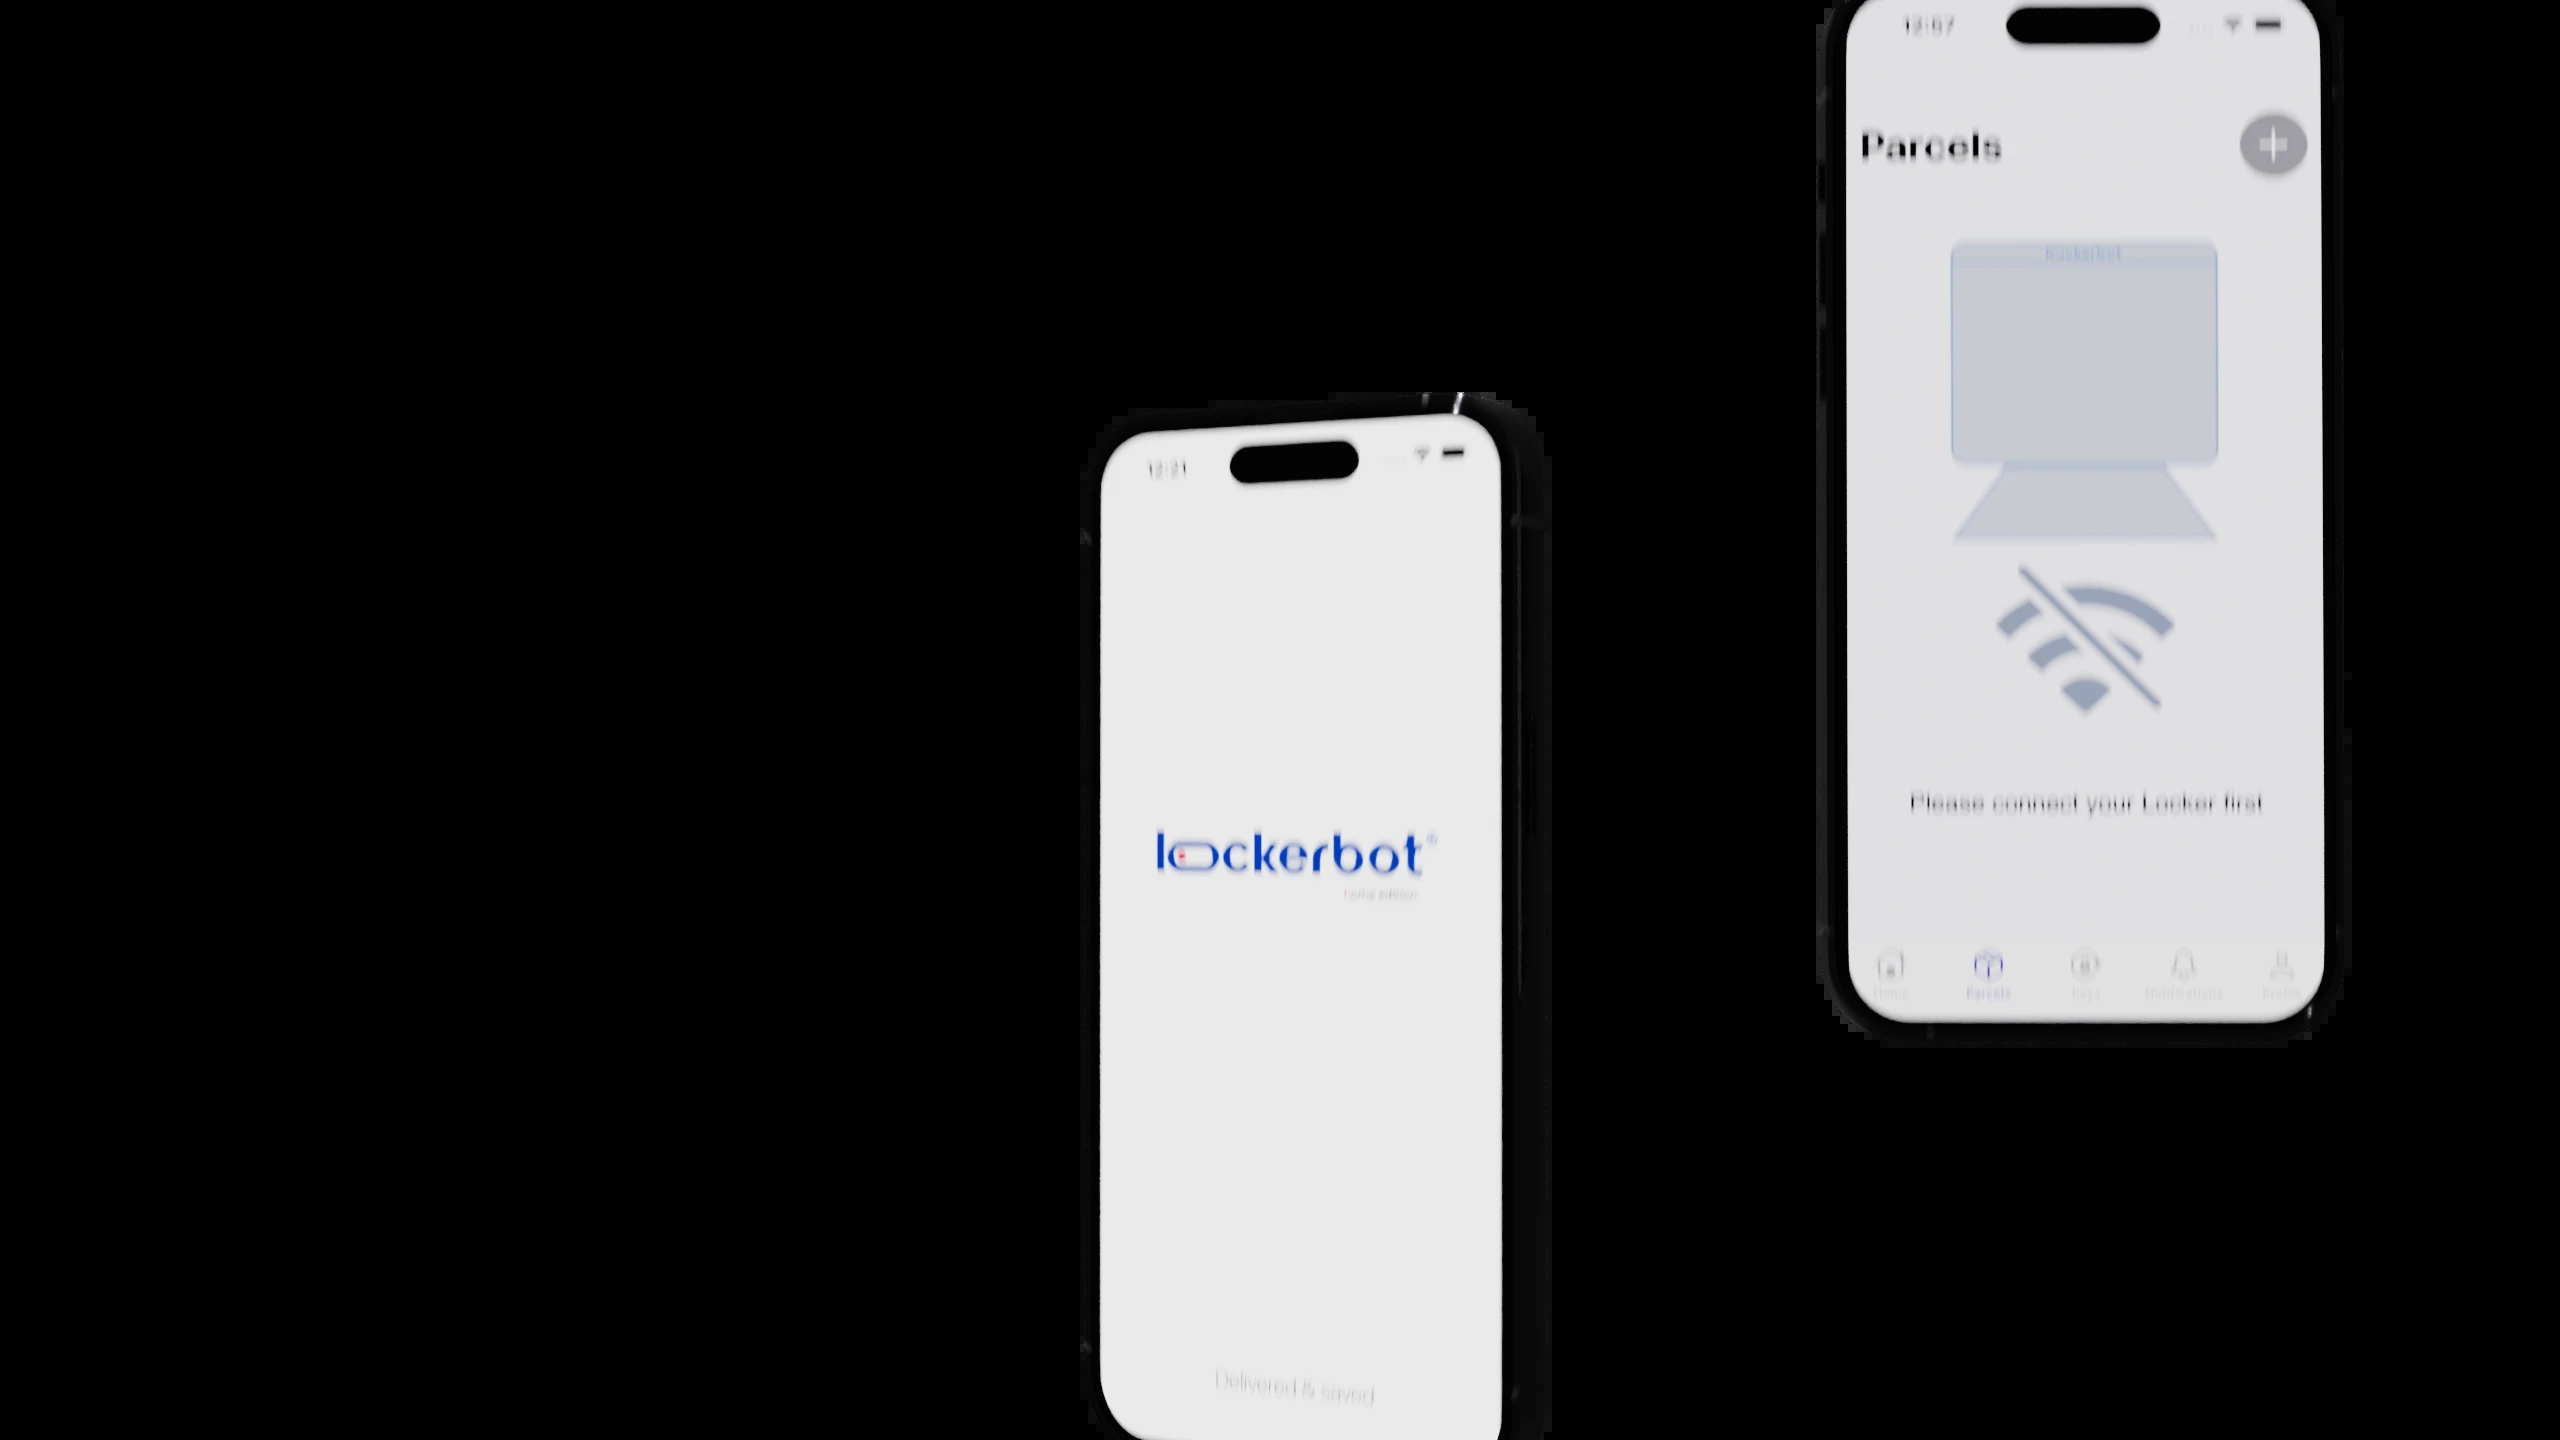 12:21
lockerbot
home edition
Delivered & saved
12:57
Parcels
lockerbot
Please connect your Locker first
Home
Parcels
Keys
Notifications
Profile